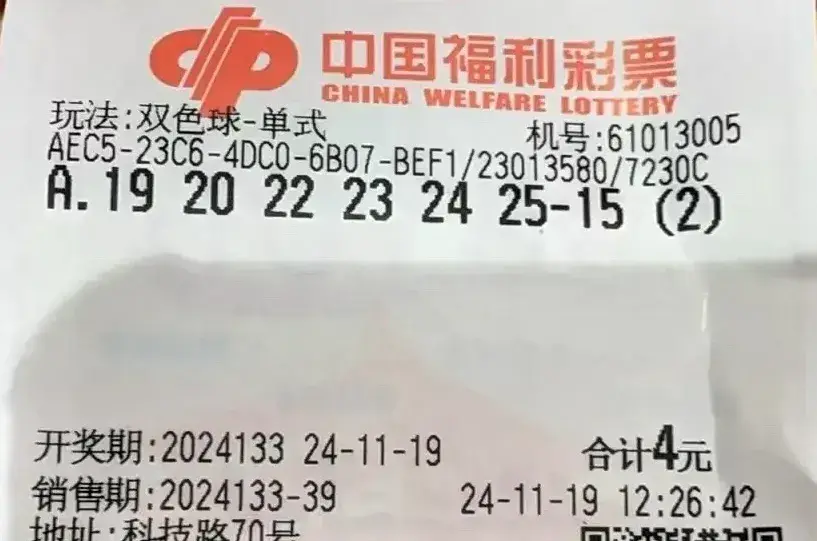 中国福利彩票
CHINA WELFARE LOTTERY
玩法:双色球-单式 机号:61013005
AEC5-23C6-4DC0-6B07-BEF1/23013580/7230C
A.19 20 22 23 24 25-15 (2)
开奖期:2024133 24-11-19 合计4元
销售期:2024133-39 24-11-19 12:26:42
地址:科技路70号